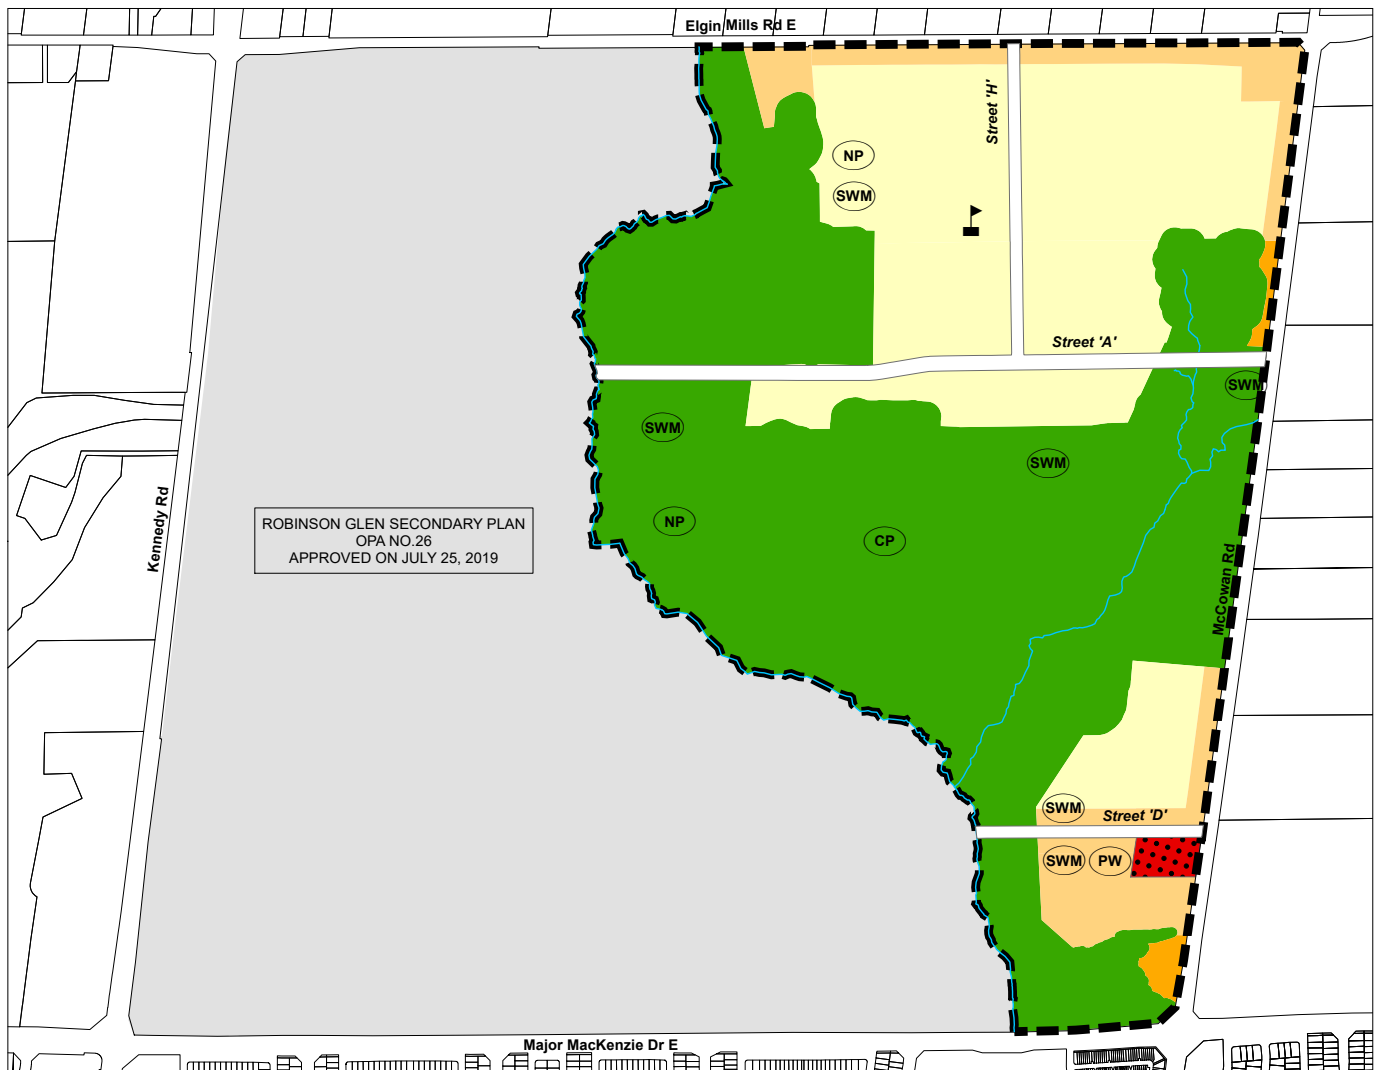 Elgin Mills Rd E
Street 'H'
NP
SWM
Street 'A'
SWM
SWM
SWM
Kennedy Rd
ROBINSON GLEN SECONDARY PLAN
OPA NO.26
APPROVED ON JULY 25, 2019
NP
CP
McCowan Rd
SWM
Street 'D'
SWM
PW
Major MacKenzie Dr E